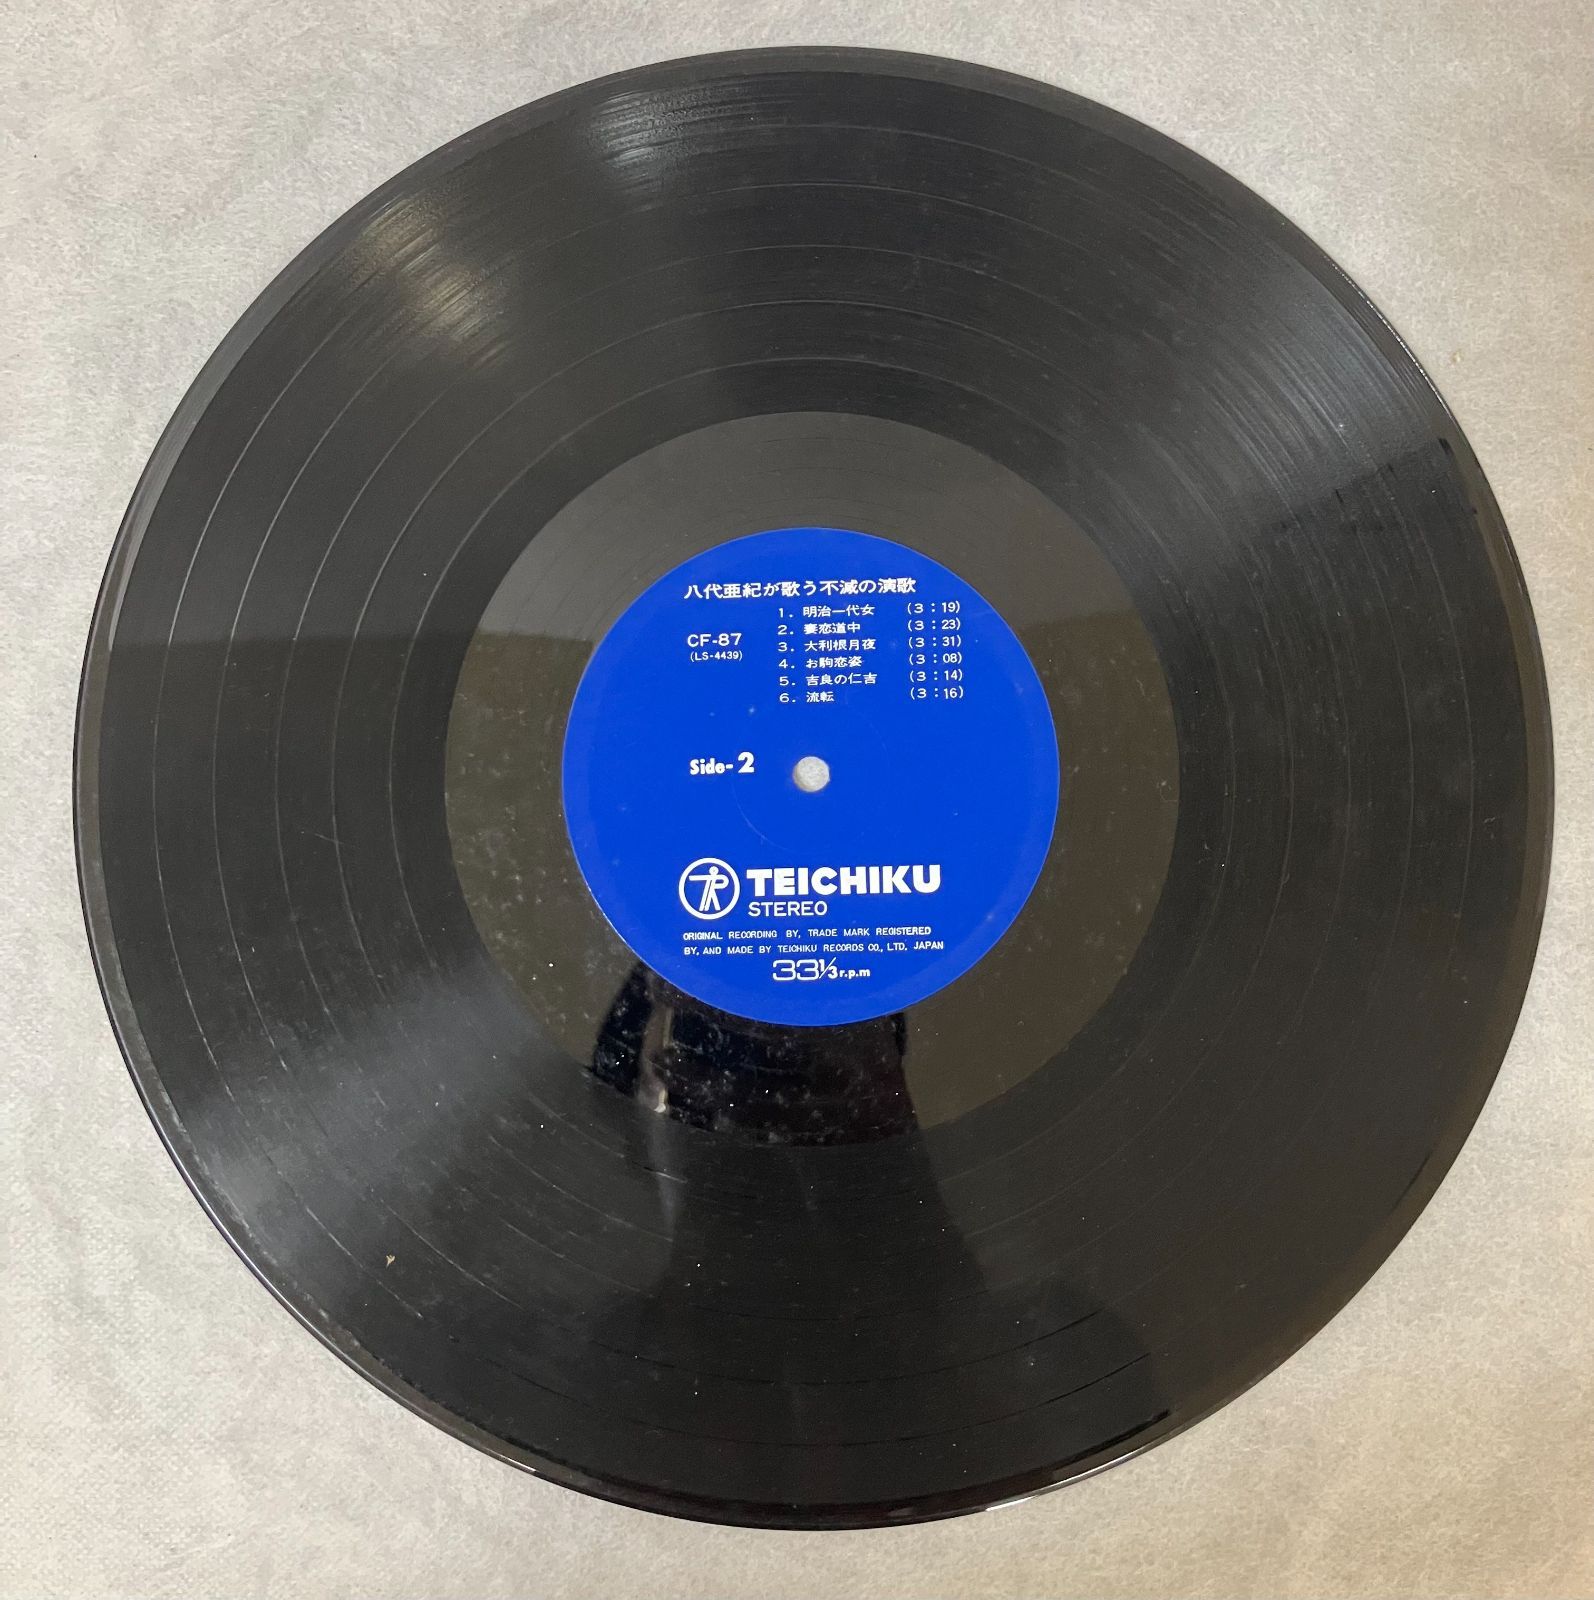 八代亜紀が歌う不滅の演歌
1. 明治一代女 (3:19)
2. 妻恋道中 (3:23)
3. 大利根月夜 (3:31)
4. お駒恋姿 (3:08)
5. 吉良の仁吉 (3:14)
6. 流転 (3:16)
CF-87
(LS-4439)
Side-2
TEICHIKU
STEREO
ORIGINAL RECORDING BY, TRADE MARK REGISTERED
BY, AND MADE BY TEICHIKU RECORDS CO., LTD. JAPAN
33⅓ r.p.m